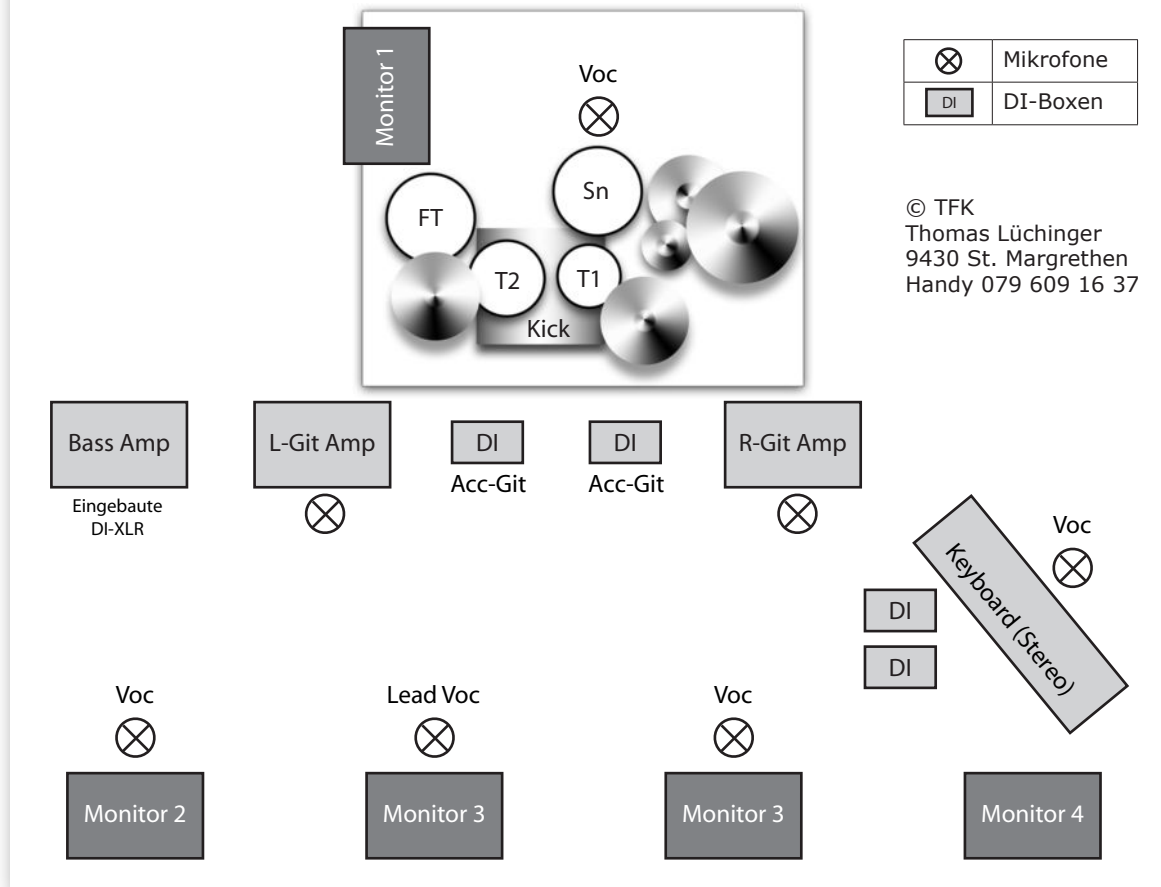 Monitor 1
Voc
Sn
FT
T2
T1
Kick
Mikrofone
DI
DI-Boxen
© TFK
Thomas Lüchinger
9430 St. Margrethen
Handy 079 609 16 37
Bass Amp
Eingebaute
DI-XLR
L-Git Amp
DI
Acc-Git
DI
Acc-Git
R-Git Amp
Voc
Keyboard (Stereo)
DI
DI
Voc
Lead Voc
Voc
Monitor 2
Monitor 3
Monitor 3
Monitor 4